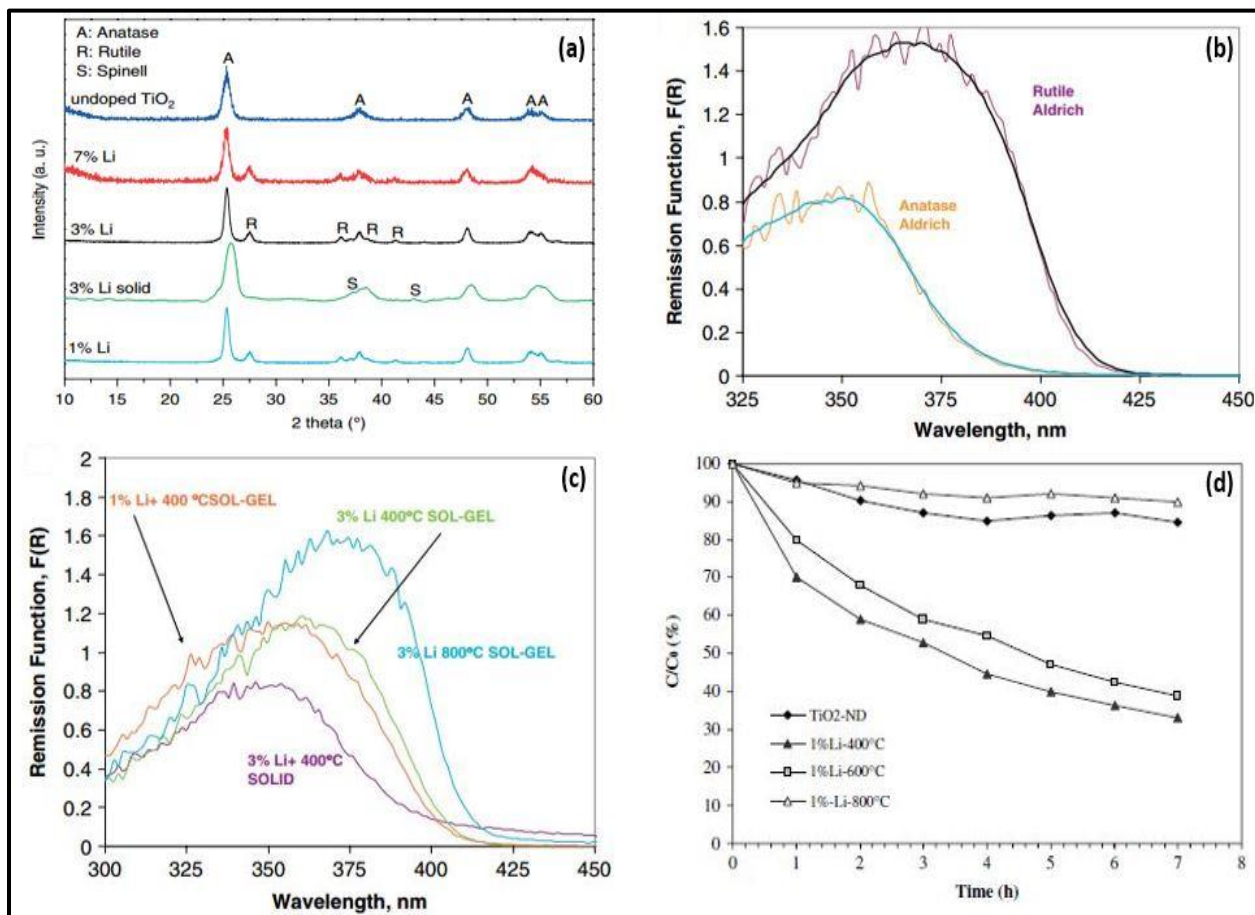 A: Anatase
R: Rutile
S: Spinell
(a)
A
undoped TiO₂
A
A
A A
7% Li
3% Li
R
R
R
R
3% Li solid
S
S
1% Li
Intensity (a. u.)
10 15 20 25 30 35 40 45 50 55 60
2 theta (°)
(b)
1.6
1.4
1.2
1
0.8
0.6
0.4
0.2
0
Remission Function, F(R)
Rutile
Aldrich
Anatase
Aldrich
325 350 375 400 425 450
Wavelength, nm
(c)
2
1.8
1.6
1.4
1.2
1
0.8
0.6
0.4
0.2
0
Remission Function, F(R)
1% Li+ 400 ºCSOL-GEL
3% Li 400ºC SOL-GEL
3% Li 800ºC SOL-GEL
3% Li+ 400ºC
SOLID
300 325 350 375 400 425 450
Wavelength, nm
(d)
100
90
80
70
60
50
40
30
20
10
0
C/C₀ (%)
TiO2-ND
1%Li-400°C
1%Li-600°C
1%-Li-800°C
0 1 2 3 4 5 6 7 8
Time (h)